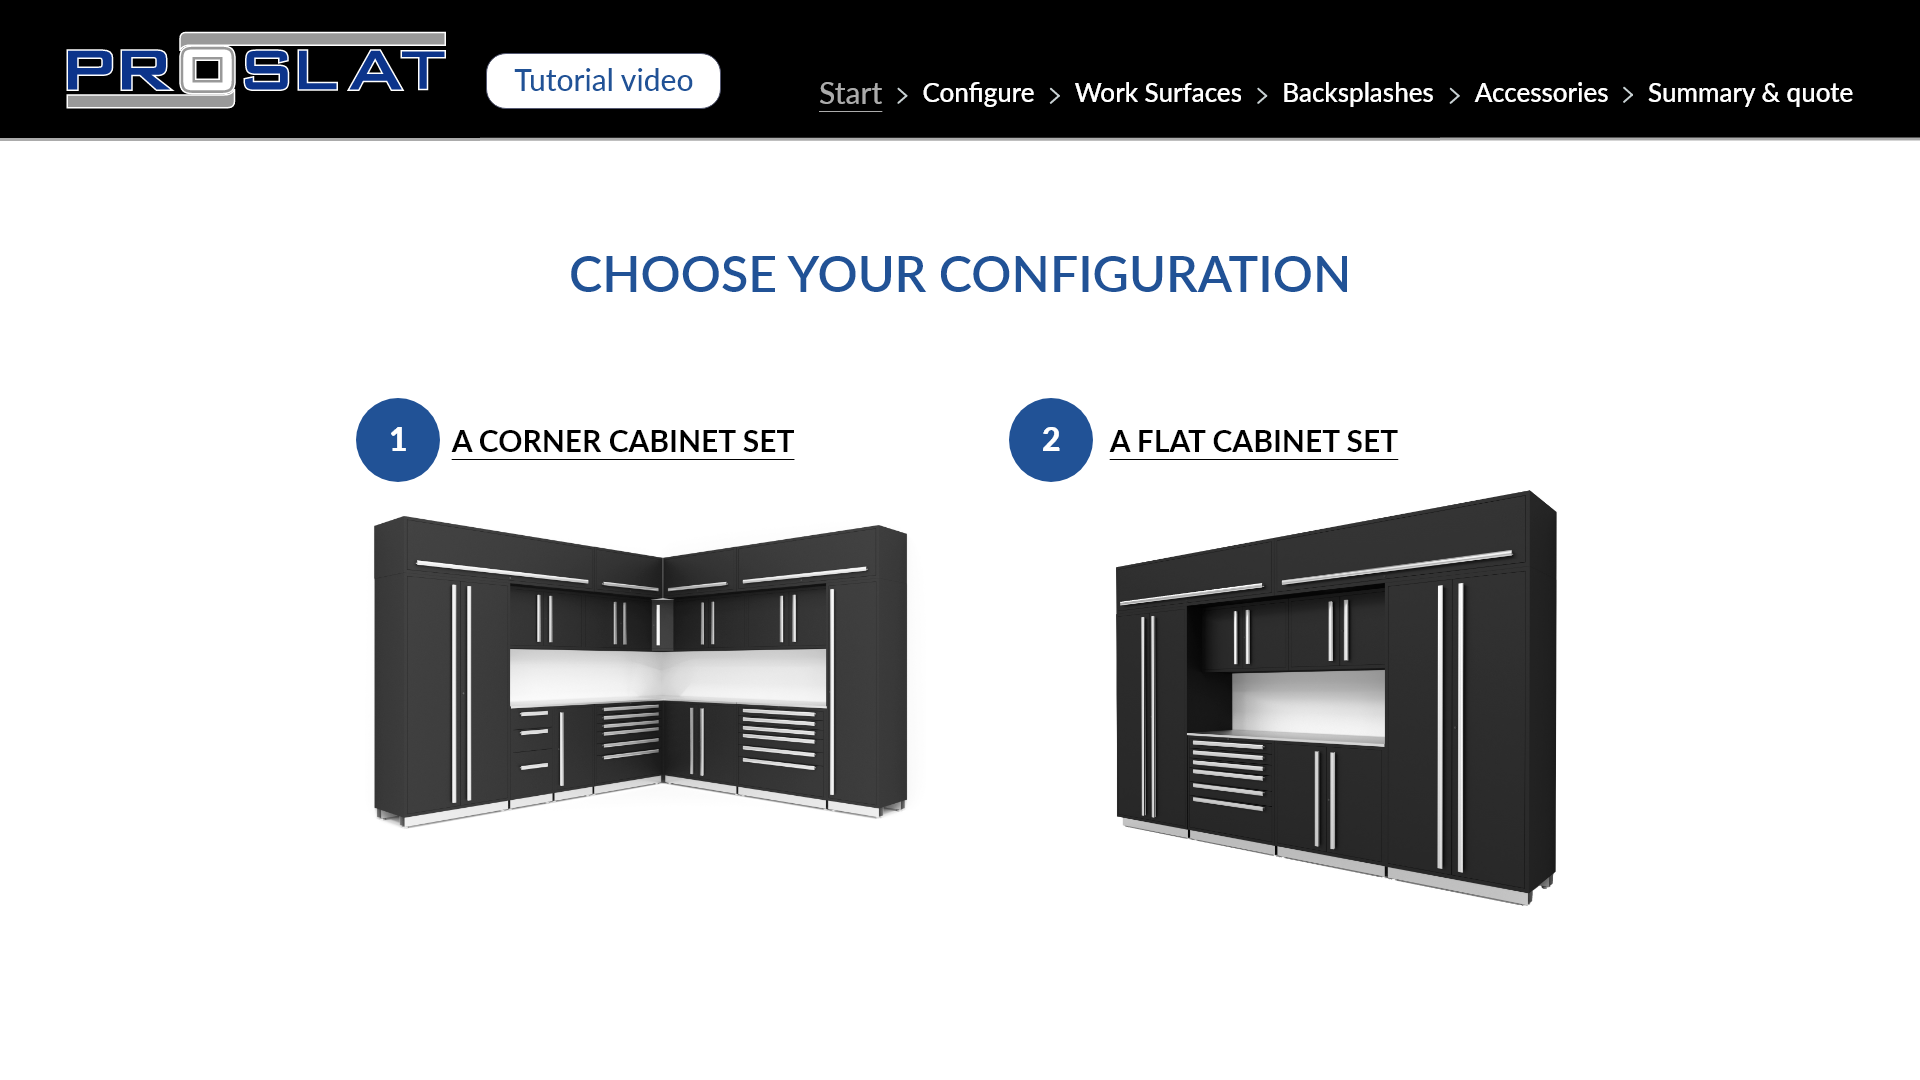 PROSLAT
Tutorial video
Start > Configure > Work Surfaces > Backsplashes > Accessories > Summary & quote
CHOOSE YOUR CONFIGURATION
1 A CORNER CABINET SET
2 A FLAT CABINET SET